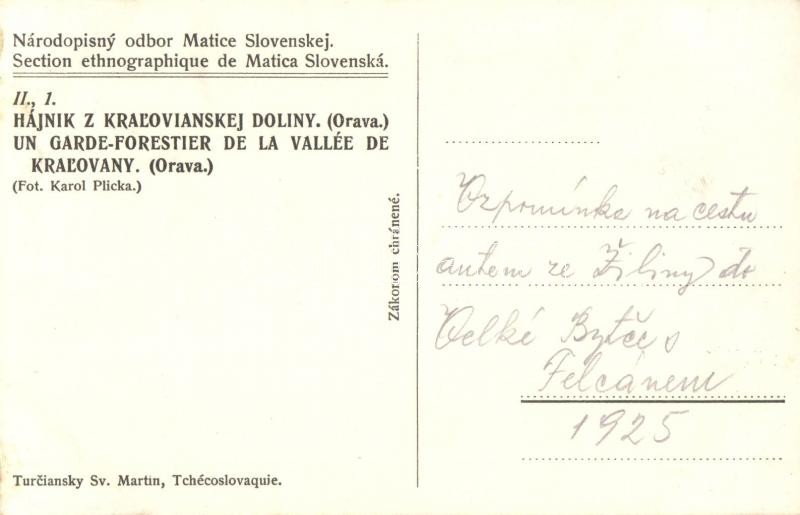 Národopisný odbor Matice Slovenskej.
Section ethnographique de Matica Slovenská.
II., 1.
HÁJNIK Z KRAĽOVIANSKEJ DOLINY. (Orava.)
UN GARDE-FORESTIER DE LA VALLÉE DE
KRAĽOVANY. (Orava.)
(Fot. Karol Plicka.)
Turčiansky Sv. Martin, Tchécoslovaquie.
Zákonom chránené.
Vzpomínka na cestu
autem ze Žiliny do
Velké Bytče s
Felcánem
1925